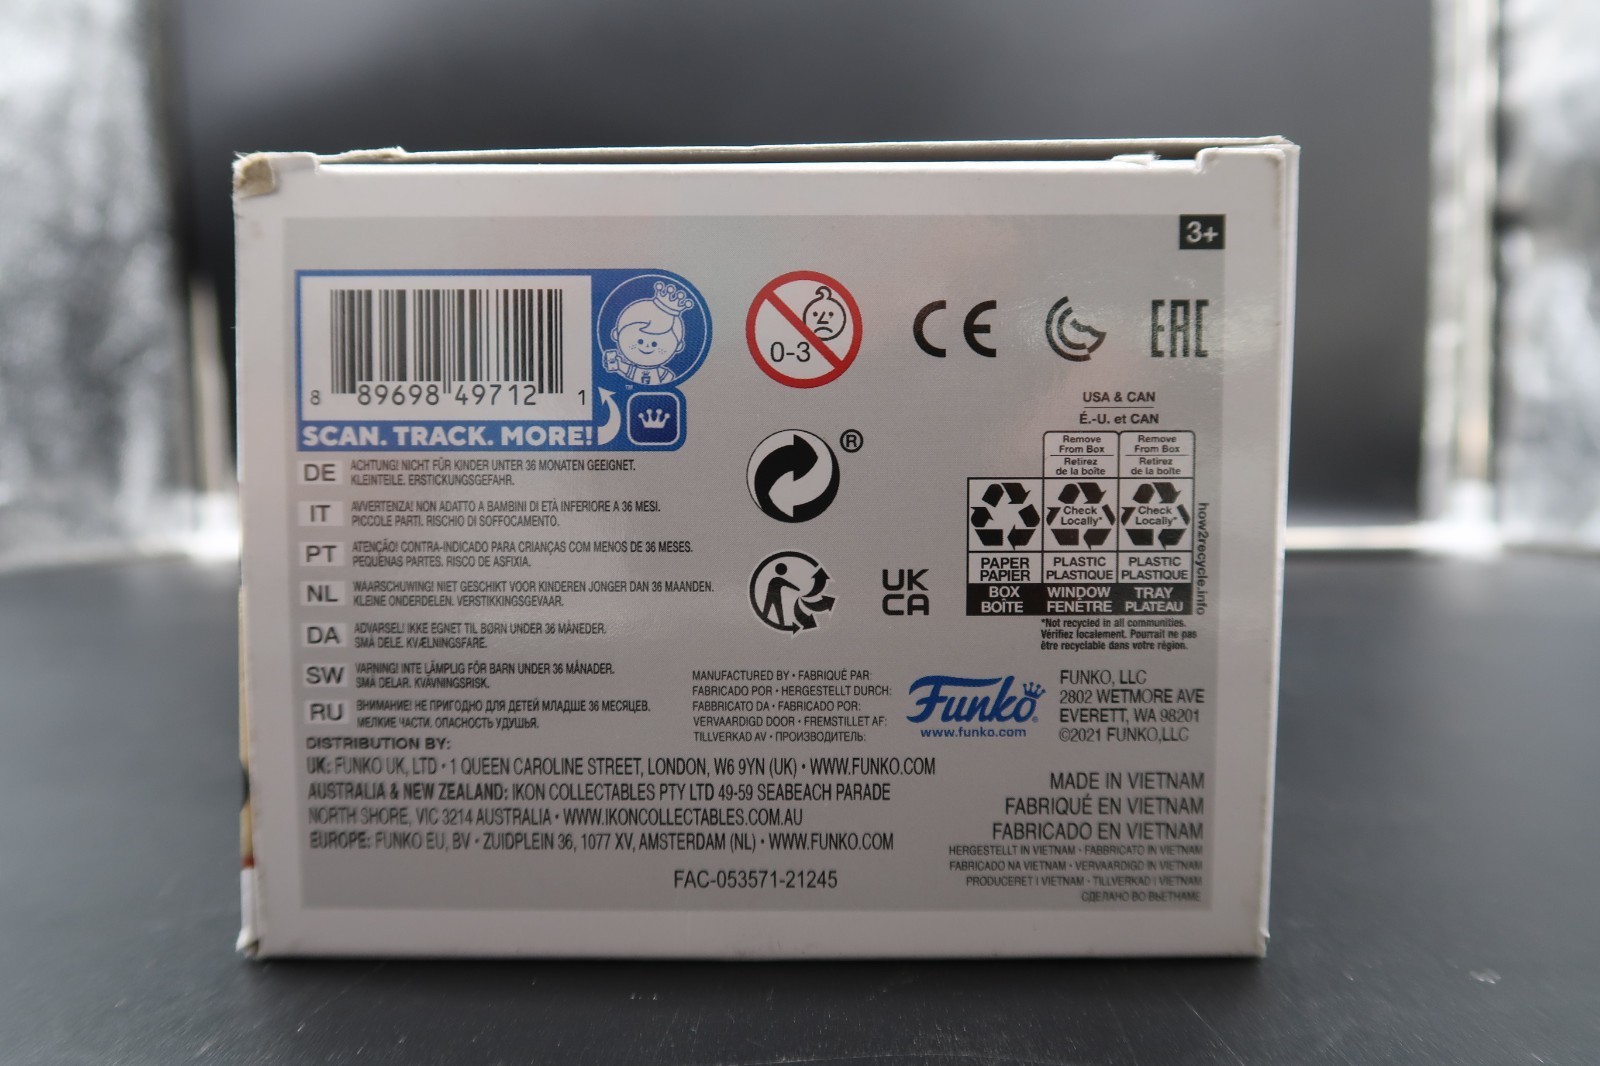 3+
8 89698 49712 1
SCAN. TRACK. MORE!
™
0-3
CE
EAC
®
UK
CA
USA & CAN
É.-U. et CAN
Remove
From Box
Retirez
de la boîte
Remove
From Box
Retirez
de la boîte
Check
Locally*
Check
Locally*
PAPER
PAPIER
PLASTIC
PLASTIQUE
PLASTIC
PLASTIQUE
BOX
BOÎTE
WINDOW
FENÊTRE
TRAY
PLATEAU
how2recycle.info
*Not recycled in all communities.
Vérifiez localement. Pourrait ne pas
être recyclable dans votre région.
DE ACHTUNG! NICHT FÜR KINDER UNTER 36 MONATEN GEEIGNET.
KLEINTEILE. ERSTICKUNGSGEFAHR.
IT AVVERTENZA! NON ADATTO A BAMBINI DI ETÀ INFERIORE A 36 MESI.
PICCOLE PARTI. RISCHIO DI SOFFOCAMENTO.
PT ATENÇÃO! CONTRA-INDICADO PARA CRIANÇAS COM MENOS DE 36 MESES.
PEQUENAS PARTES. RISCO DE ASFIXIA.
NL WAARSCHUWING! NIET GESCHIKT VOOR KINDEREN JONGER DAN 36 MAANDEN.
KLEINE ONDERDELEN. VERSTIKKINGSGEVAAR.
DA ADVARSEL! IKKE EGNET TIL BØRN UNDER 36 MÅNEDER.
SMÅ DELE. KVÆLNINGSFARE.
SW VARNING! INTE LÄMPLIG FÖR BARN UNDER 36 MÅNADER.
SMÅ DELAR. KVÄVNINGSRISK.
RU ВНИМАНИЕ! НЕ ПРИГОДНО ДЛЯ ДЕТЕЙ МЛАДШЕ 36 МЕСЯЦЕВ.
МЕЛКИЕ ЧАСТИ. ОПАСНОСТЬ УДУШЬЯ.
MANUFACTURED BY • FABRIQUÉ PAR:
FABRICADO POR • HERGESTELLT DURCH:
FABBRICATO DA • FABRICADO POR:
VERVAARDIGD DOOR • FREMSTILLET AF:
TILLVERKAD AV • ПРОИЗВОДИТЕЛЬ:
Funko®
www.funko.com
FUNKO, LLC
2802 WETMORE AVE
EVERETT, WA 98201
©2021 FUNKO,LLC
DISTRIBUTION BY:
UK: FUNKO UK, LTD • 1 QUEEN CAROLINE STREET, LONDON, W6 9YN (UK) • WWW.FUNKO.COM
AUSTRALIA & NEW ZEALAND: IKON COLLECTABLES PTY LTD 49-59 SEABEACH PARADE
NORTH SHORE, VIC 3214 AUSTRALIA • WWW.IKONCOLLECTABLES.COM.AU
EUROPE: FUNKO EU, BV • ZUIDPLEIN 36, 1077 XV, AMSTERDAM (NL) • WWW.FUNKO.COM
FAC-053571-21245
MADE IN VIETNAM
FABRIQUÉ EN VIETNAM
FABRICADO EN VIETNAM
HERGESTELLT IN VIETNAM • FABBRICATO IN VIETNAM
FABRICADO NA VIETNAM • VERVAARDIGD IN VIETNAM
PRODUCERET I VIETNAM • TILLVERKAD I VIETNAM
СДЕЛАНО ВО ВЬЕТНАМЕ